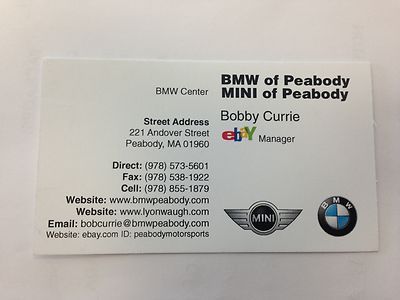 BMW of Peabody
MINI of Peabody
BMW Center
Bobby Currie
ebay Manager
Street Address
221 Andover Street
Peabody, MA 01960
Direct: (978) 573-5601
Fax: (978) 538-1922
Cell: (978) 855-1879
Website: www.bmwpeabody.com
Website: www.lyonwaugh.com
Email: bobcurrie@bmwpeabody.com
Website: ebay.com ID: peabodymotorsports
MINI
BMW